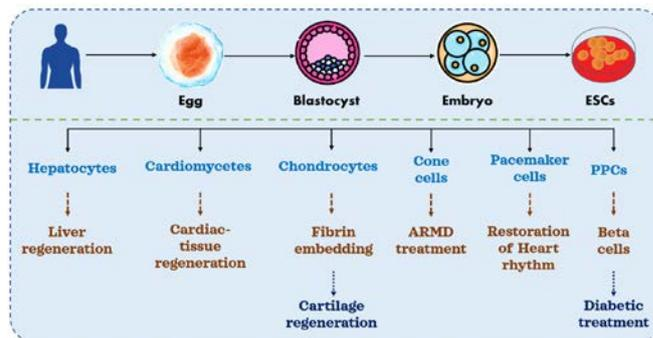 Egg
Blastocyst
Embryo
ESCs
Hepatocytes
Cardiomycetes
Chondrocytes
Cone
cells
Pacemaker
cells
PPCs
Liver
regeneration
Cardiac-
tissue
regeneration
Fibrin
embedding
ARMD
treatment
Restoration
of Heart
rhythm
Beta
cells
Cartilage
regeneration
Diabetic
treatment